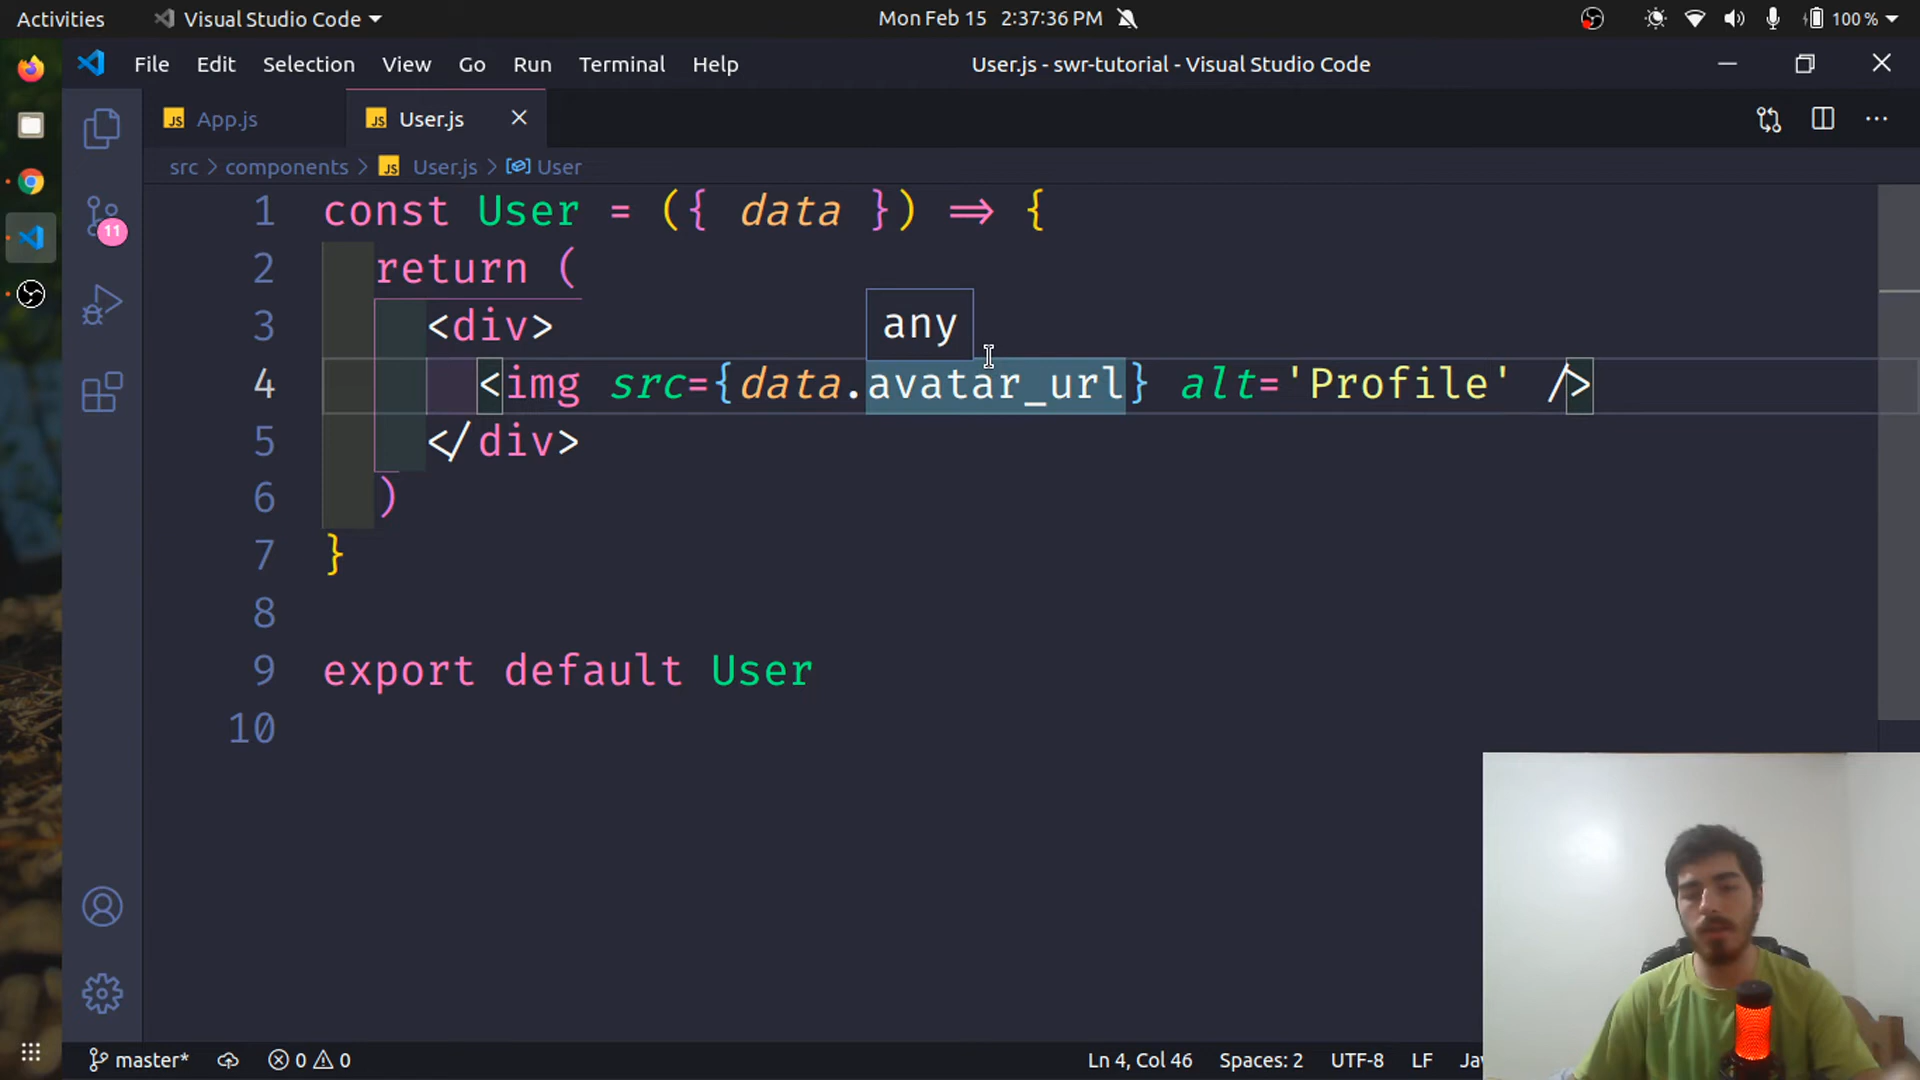 Activities
Visual Studio Code
Mon Feb 15 2:37:36 PM
100 %
File Edit Selection View Go Run Terminal Help
User.js - swr-tutorial - Visual Studio Code
JS App.js
JS User.js
src > components > JS User.js > User
1 const User = ({ data }) => {
2 return (
any
3 <div>
4 <img src={data.avatar_url} alt='Profile' />
5 </div>
6 )
7 }
8
9 export default User
10
11
master* 0 0 Ln 4, Col 46 Spaces: 2 UTF-8 LF